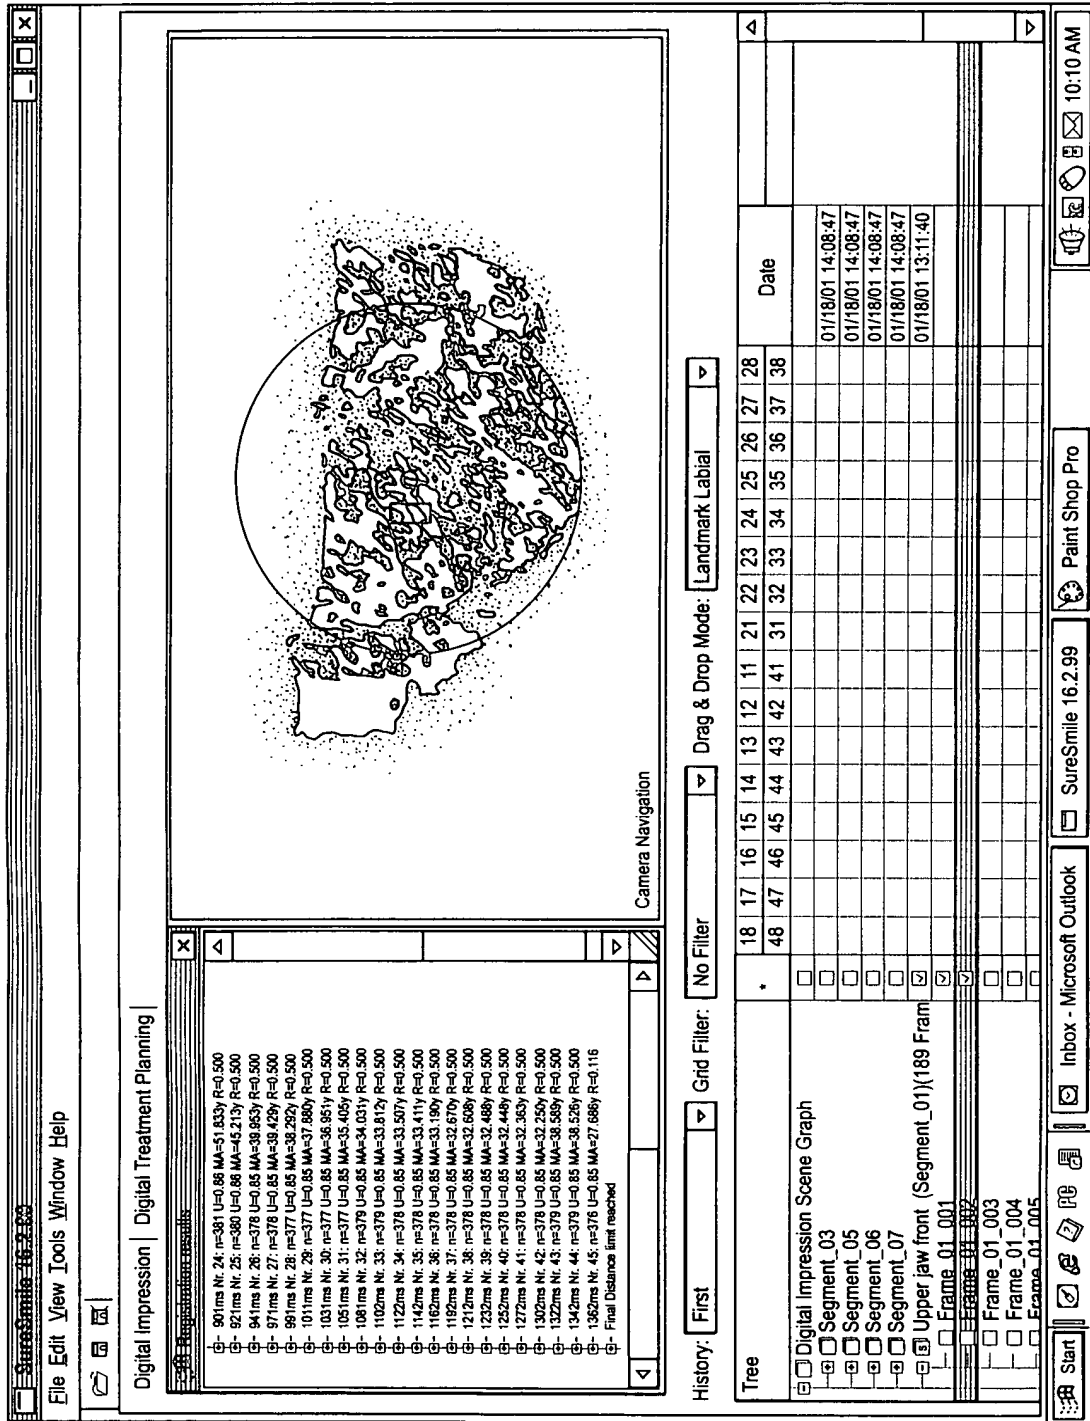 SureSmile 16.2.99
File Edit View Tools Window Help
Digital Impression | Digital Treatment Planning |
3D Registration results
901ms Nr. 24: n=381 U=0.86 MA=51.833y R=0.500
921ms Nr. 25: n=380 U=0.86 MA=45.213y R=0.500
941ms Nr. 26: n=378 U=0.85 MA=39.953y R=0.500
971ms Nr. 27: n=378 U=0.85 MA=39.429y R=0.500
991ms Nr. 28: n=377 U=0.85 MA=38.292y R=0.500
1011ms Nr. 29: n=377 U=0.85 MA=37.880y R=0.500
1031ms Nr. 30: n=377 U=0.85 MA=36.951y R=0.500
1051ms Nr. 31: n=377 U=0.85 MA=35.405y R=0.500
1081ms Nr. 32: n=379 U=0.85 MA=34.031y R=0.500
1102ms Nr. 33: n=379 U=0.85 MA=33.812y R=0.500
1122ms Nr. 34: n=378 U=0.85 MA=33.507y R=0.500
1142ms Nr. 35: n=378 U=0.85 MA=33.411y R=0.500
1162ms Nr. 36: n=378 U=0.85 MA=33.190y R=0.500
1192ms Nr. 37: n=378 U=0.85 MA=32.670y R=0.500
1212ms Nr. 38: n=378 U=0.85 MA=32.608y R=0.500
1232ms Nr. 39: n=378 U=0.85 MA=32.488y R=0.500
1252ms Nr. 40: n=378 U=0.85 MA=32.448y R=0.500
1272ms Nr. 41: n=378 U=0.85 MA=32.363y R=0.500
1302ms Nr. 42: n=378 U=0.85 MA=32.250y R=0.500
1322ms Nr. 43: n=379 U=0.85 MA=38.589y R=0.500
1342ms Nr. 44: n=379 U=0.85 MA=38.526y R=0.500
1362ms Nr. 45: n=376 U=0.85 MA=27.686y R=0.116
Final Distance limit reached
Camera Navigation
History: First Grid Filter: No Filter Drag & Drop Mode: Landmark Labial
Tree * 18 17 16 15 14 13 12 11 21 22 23 24 25 26 27 28 Date
48 47 46 45 44 43 42 41 31 32 33 34 35 36 37 38
Digital Impression Scene Graph
Segment_03 01/18/01 14:08:47
Segment_05 01/18/01 14:08:47
Segment_06 01/18/01 14:08:47
Segment_07 01/18/01 14:08:47
Upper jaw front (Segment_01)(189 Fram 01/18/01 13:11:40
Frame_01_001
Frame_01_002
Frame_01_003
Frame_01_004
Frame_01_005
Start Inbox - Microsoft Outlook SureSmile 16.2.99 Paint Shop Pro 10:10 AM